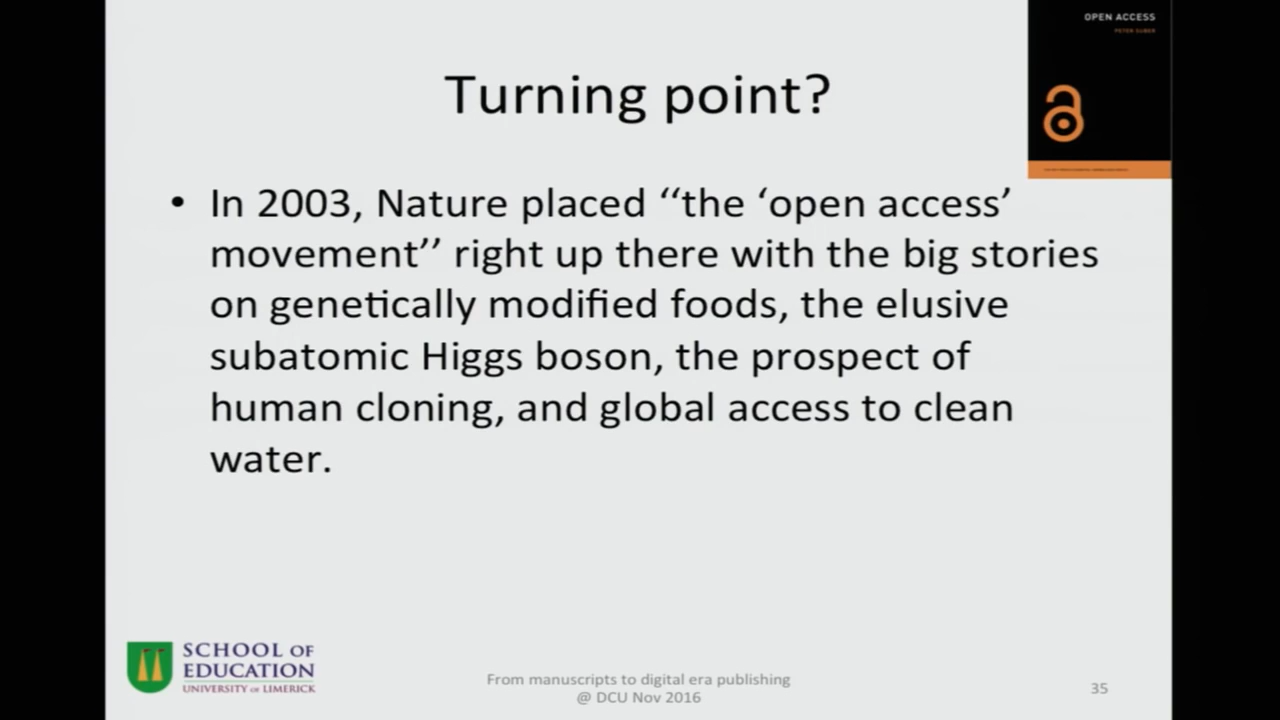 OPEN ACCESS
PETER SUBER
Turning point?
• In 2003, Nature placed ‘‘the ‘open access’
movement’’ right up there with the big stories
on genetically modified foods, the elusive
subatomic Higgs boson, the prospect of
human cloning, and global access to clean
water.
SCHOOL OF
EDUCATION
UNIVERSITY OF LIMERICK
From manuscripts to digital era publishing
@ DCU Nov 2016
35